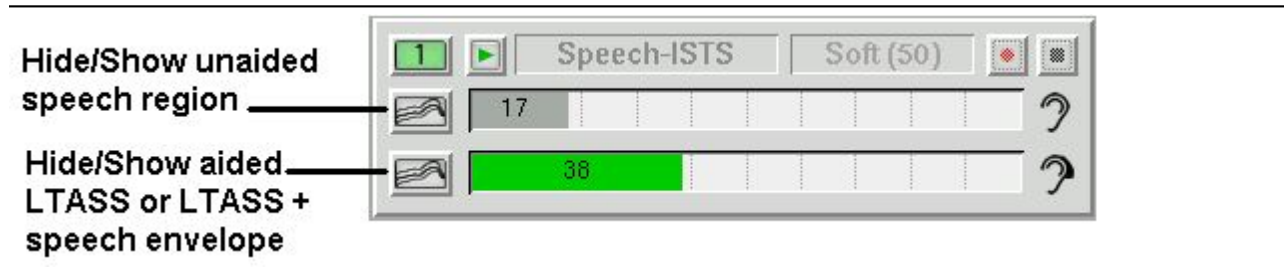 Hide/Show unaided
speech region
1 Speech-ISTS Soft (50)
17
Hide/Show aided
LTASS or LTASS +
speech envelope
38